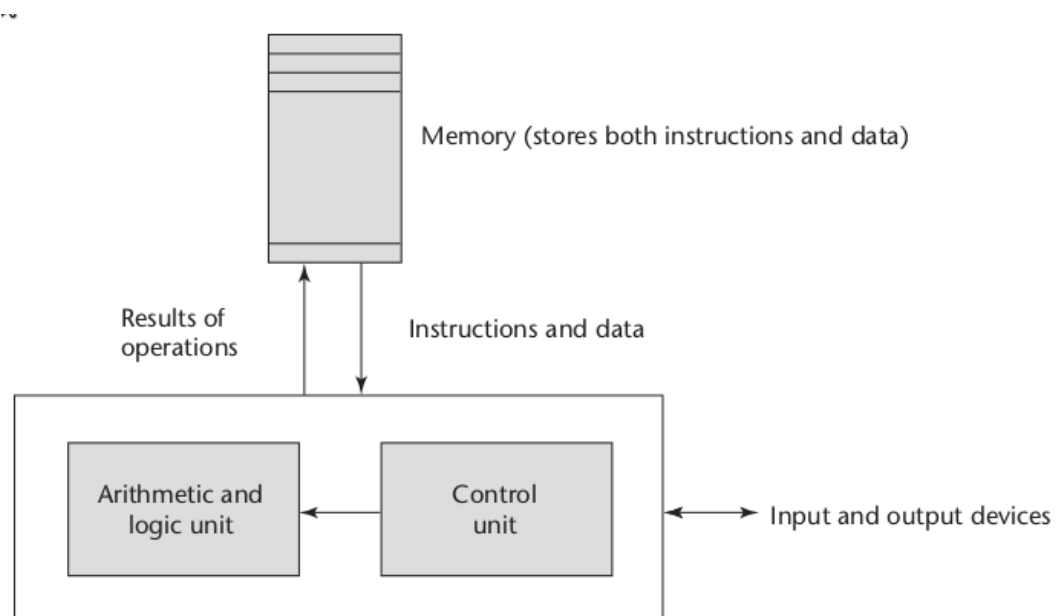 Memory (stores both instructions and data)
Results of
operations
Instructions and data
Arithmetic and
logic unit
Control
unit
Input and output devices